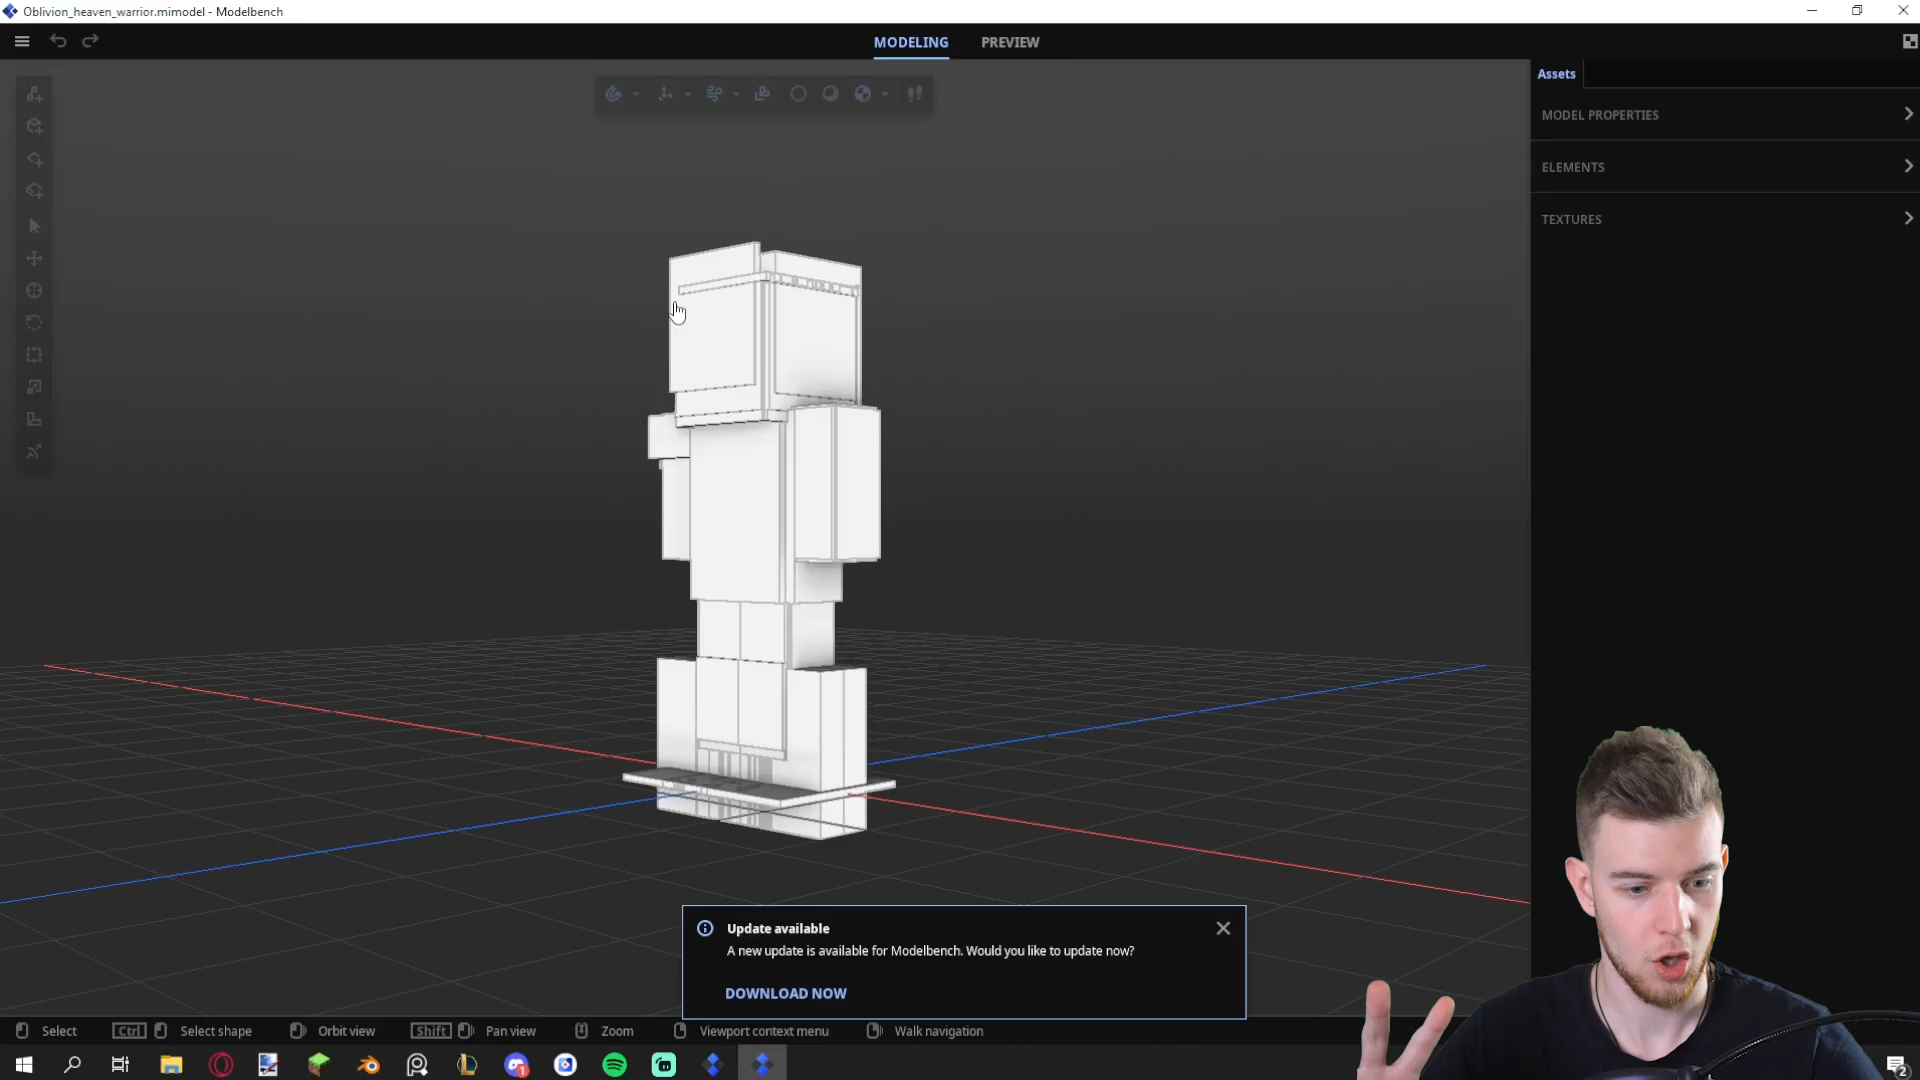 Oblivion_heaven_warrior.mimodel - Modelbench
MODELING
PREVIEW
Assets
MODEL PROPERTIES
ELEMENTS
TEXTURES
Update available
A new update is available for Modelbench. Would you like to update now?
DOWNLOAD NOW
Select
Ctrl Select shape
Orbit view
Shift Pan view
Zoom
Viewport context menu
Walk navigation
1
2